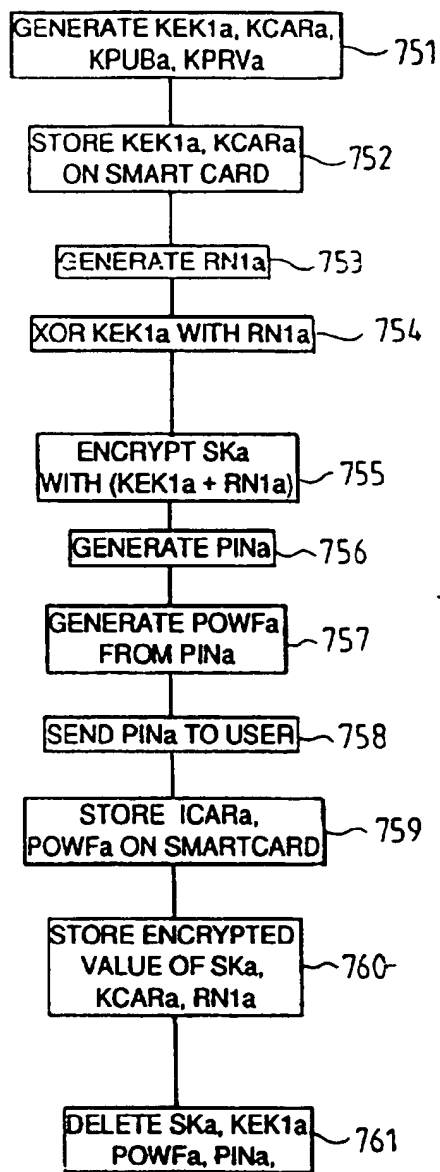 GENERATE KEK1a, KCARa,
KPUBa, KPRVa
751
STORE KEK1a, KCARa
ON SMART CARD
752
GENERATE RN1a
753
XOR KEK1a WITH RN1a
754
ENCRYPT SKa
WITH (KEK1a + RN1a)
755
GENERATE PINa
756
GENERATE POWFa
FROM PINa
757
SEND PINa TO USER
758
STORE ICARa,
POWFa ON SMARTCARD
759
STORE ENCRYPTED
VALUE OF SKa,
KCARa, RN1a
760
DELETE SKa, KEK1a
POWFa, PINa,
761